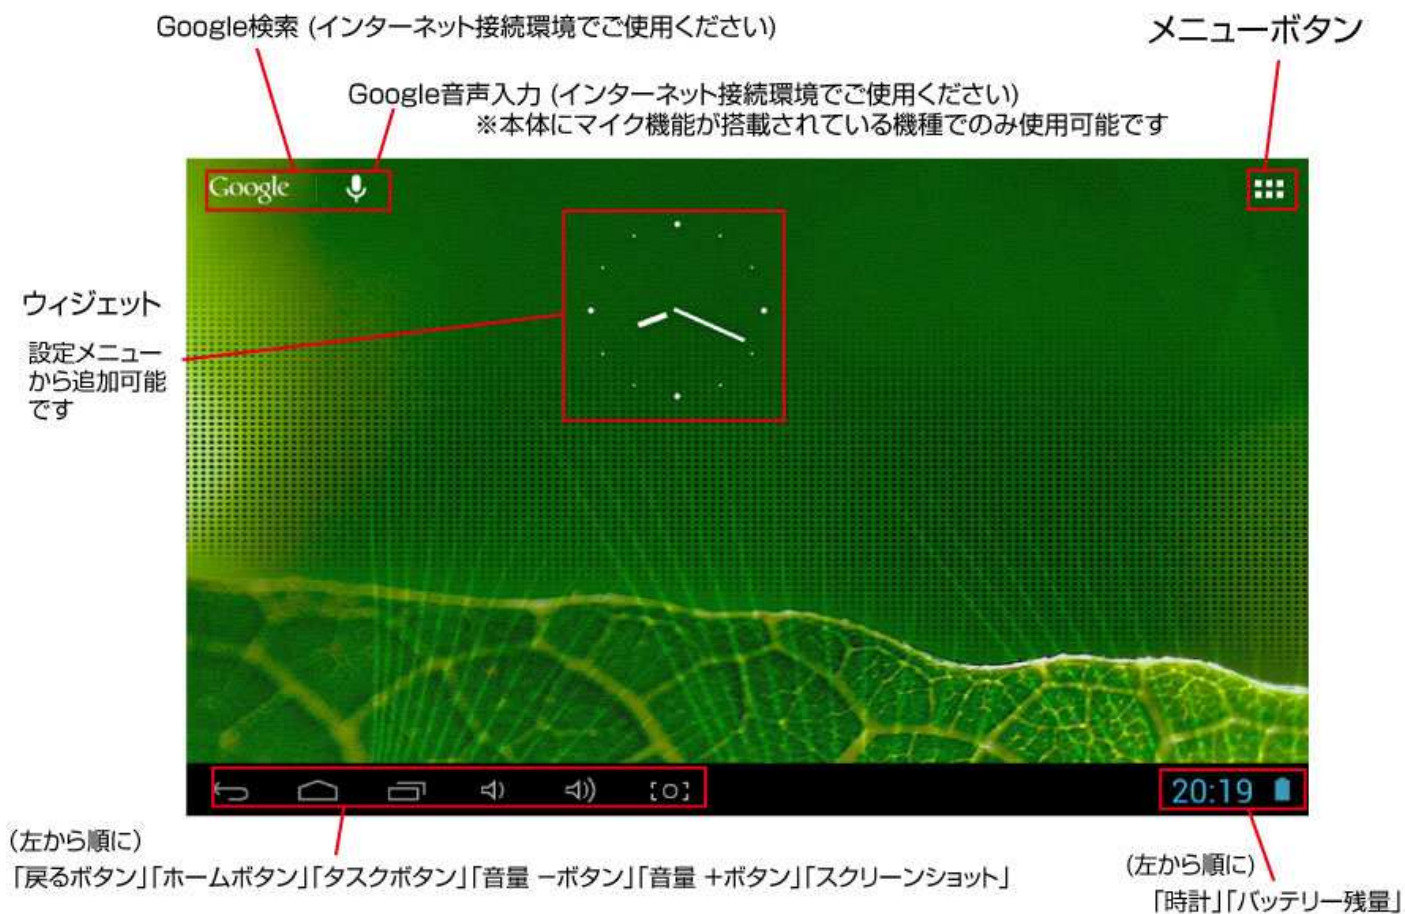 Google検索 (インターネット接続環境でご使用ください)
メニューボタン
Google音声入力 (インターネット接続環境でご使用ください)
※本体にマイク機能が搭載されている機種でのみ使用可能です
Google
ウィジェット
設定メニュー
から追加可能
です
20:19
(左から順に)
「戻るボタン」「ホームボタン」「タスクボタン」「音量 −ボタン」「音量 +ボタン」「スクリーンショット」
(左から順に)
「時計」「バッテリー残量」